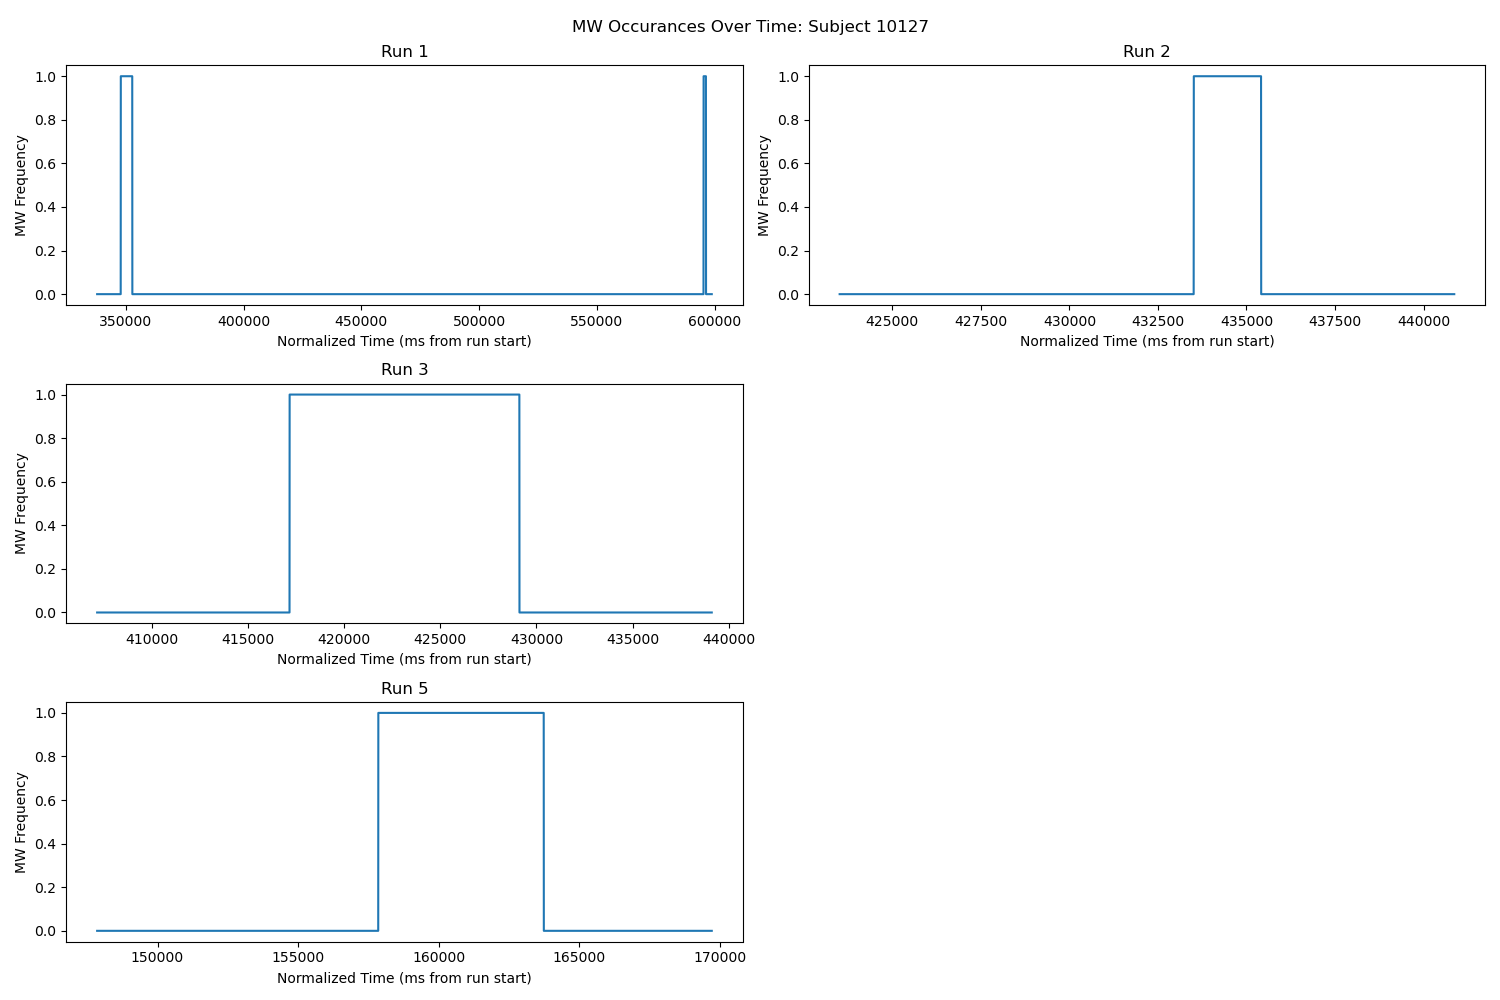 MW Occurances Over Time: Subject 10127
Run 1
MW Frequency
1.0
0.8
0.6
0.4
0.2
0.0
350000 400000 450000 500000 550000 600000
Normalized Time (ms from run start)
Run 2
MW Frequency
1.0
0.8
0.6
0.4
0.2
0.0
425000 427500 430000 432500 435000 437500 440000
Normalized Time (ms from run start)
Run 3
MW Frequency
1.0
0.8
0.6
0.4
0.2
0.0
410000 415000 420000 425000 430000 435000 440000
Normalized Time (ms from run start)
Run 5
MW Frequency
1.0
0.8
0.6
0.4
0.2
0.0
150000 155000 160000 165000 170000
Normalized Time (ms from run start)